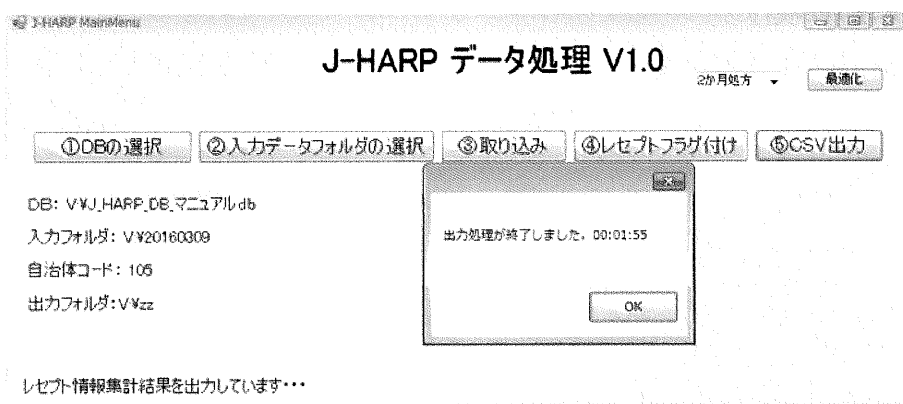 J-HARP MainMenu
J-HARP データ処理 V1.0
2か月処方
最適化
①DBの選択
②入力データフォルダの選択
③取り込み
④レセプトフラグ付け
⑤CSV出力
DB: V¥J_HARP_DB_マニュアル.db
入力フォルダ: V¥20160309
自治体コード: 105
出力フォルダ:V¥zz
出力処理が終了しました。00:01:55
OK
レセプト情報集計結果を出力しています・・・